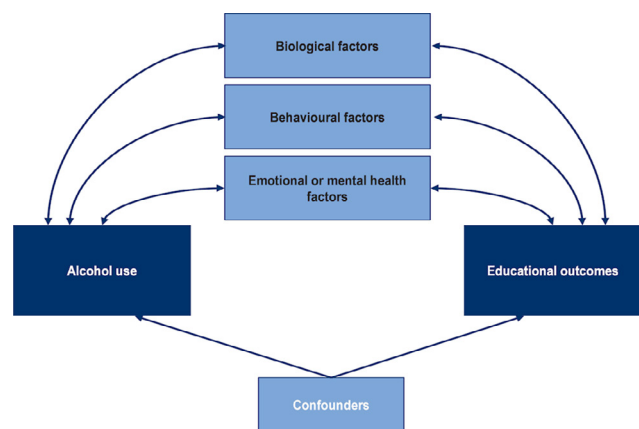 Biological factors
Behavioural factors
Emotional or mental health
factors
Alcohol use
Educational outcomes
Confounders